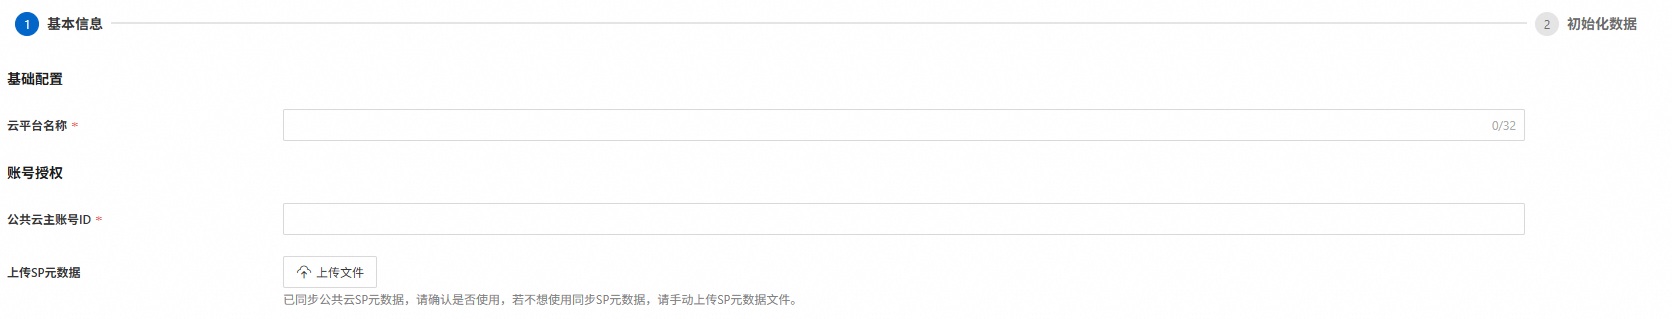 1 基本信息 2 初始化数据
基础配置
云平台名称 * 0/32
账号授权
公共云主账号ID *
上传SP元数据 上传文件
已同步公共云SP元数据，请确认是否使用，若不想使用同步SP元数据，请手动上传SP元数据文件。